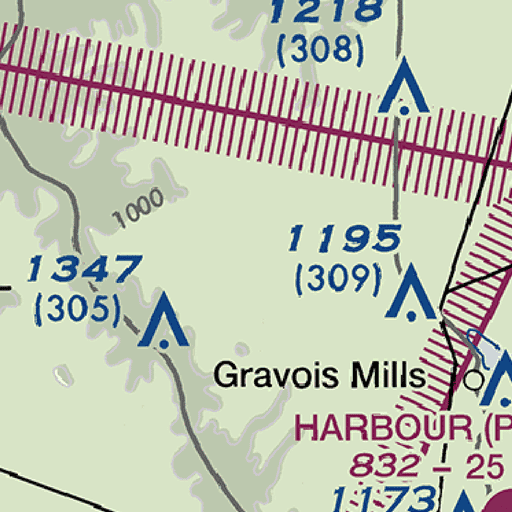 1218
(308)
1000
1195
(309)
1347
(305)
Gravois Mills
HARBOUR (P
832 - 25
1173